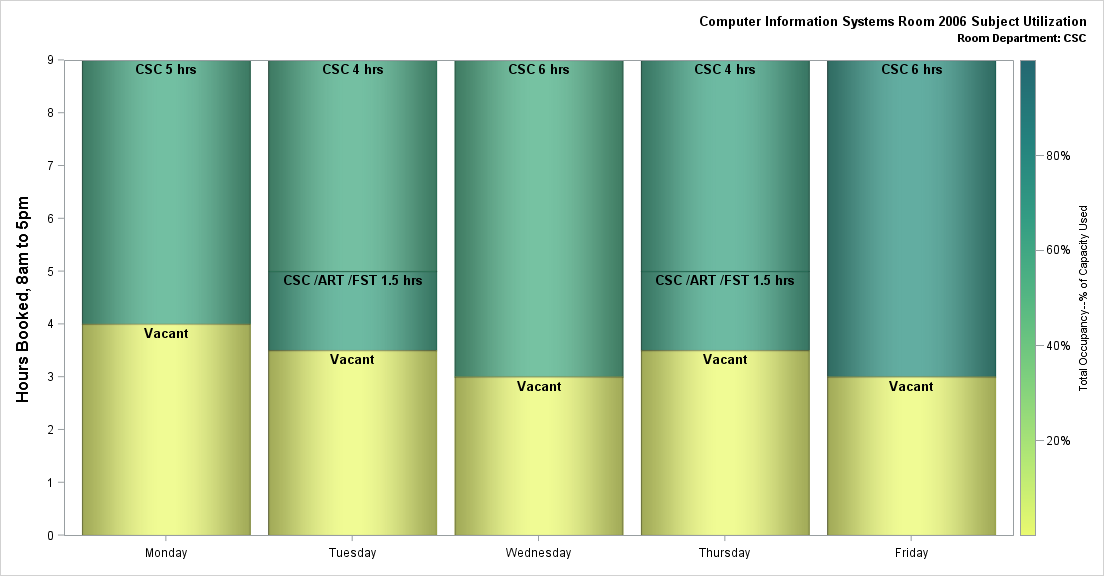 Computer Information Systems Room 2006 Subject Utilization
Room Department: CSC
Hours Booked, 8am to 5pm
9
8
7
6
5
4
3
2
1
0
CSC 5 hrs
Vacant
CSC 4 hrs
CSC /ART /FST 1.5 hrs
Vacant
CSC 6 hrs
Vacant
CSC 4 hrs
CSC /ART /FST 1.5 hrs
Vacant
CSC 6 hrs
Vacant
Monday
Tuesday
Wednesday
Thursday
Friday
80%
60%
40%
20%
Total Occupancy--% of Capacity Used